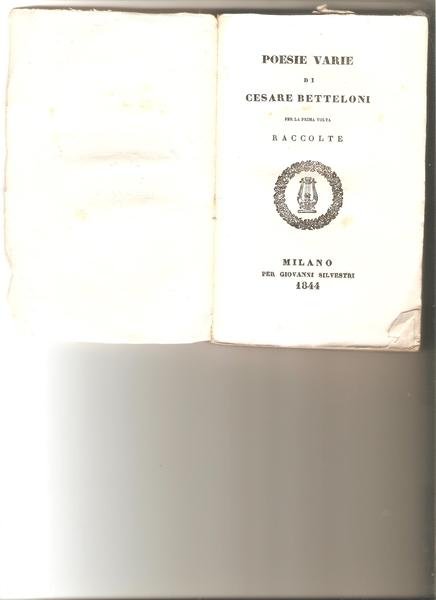 POESIE VARIE
DI
CESARE BETTELONI
PER LA PRIMA VOLTA
RACCOLTE
MILANO
PER GIOVANNI SILVESTRI
1844